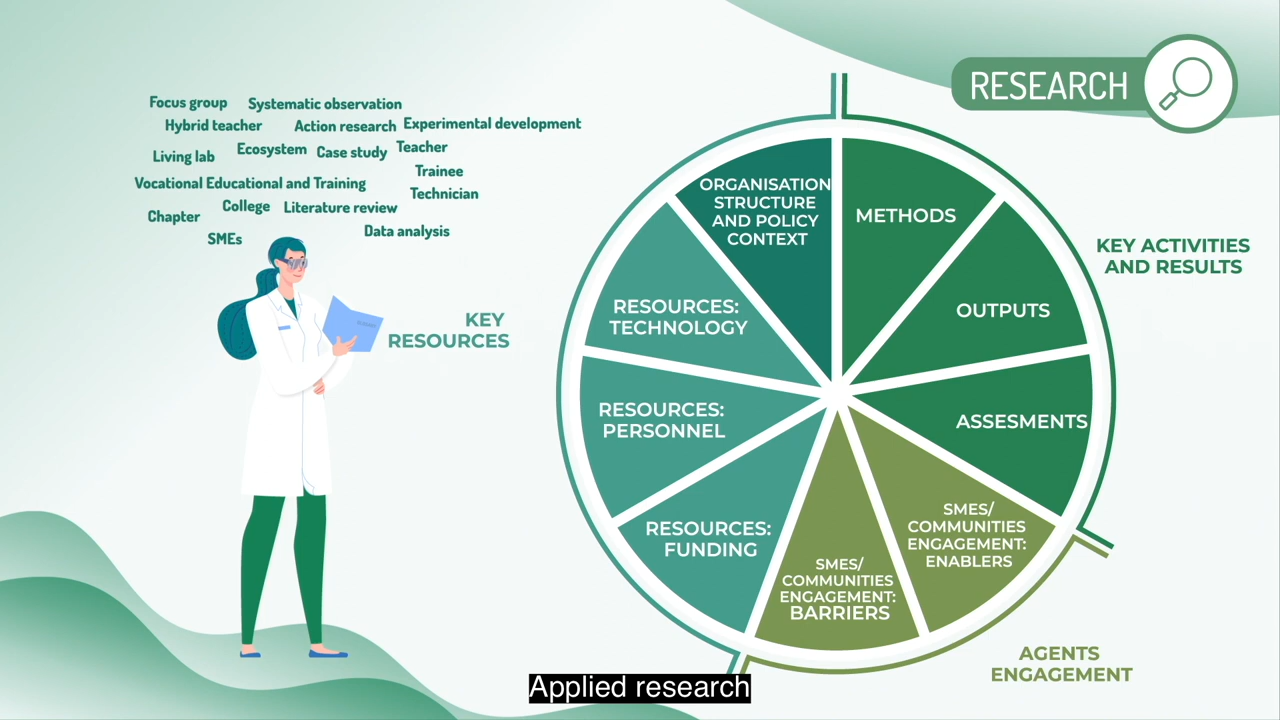 RESEARCH
Focus group
Systematic observation
Hybrid teacher
Action research
Experimental development
Living lab
Ecosystem
Case study
Teacher
Trainee
Vocational Educational and Training
Technician
Chapter
College
Literature review
SMEs
Data analysis
KEY
RESOURCES
ORGANISATION
STRUCTURE
AND POLICY
CONTEXT
METHODS
OUTPUTS
ASSESMENTS
KEY ACTIVITIES
AND RESULTS
RESOURCES:
TECHNOLOGY
RESOURCES:
PERSONNEL
RESOURCES:
FUNDING
SMES/
COMMUNITIES
ENGAGEMENT:
BARRIERS
SMES/
COMMUNITIES
ENGAGEMENT:
ENABLERS
AGENTS
ENGAGEMENT
Applied research